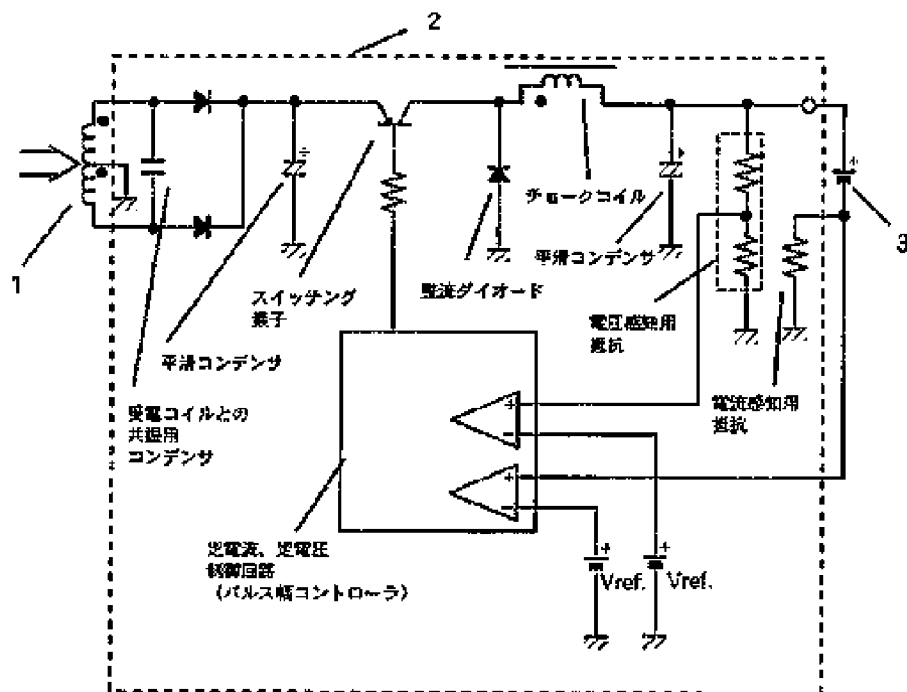 2
1
3
チョークコイル
平滑コンデンサ
整流ダイオード
スイッチング
素子
電圧感知用
抵抗
平滑コンデンサ
電流感知用
抵抗
受電コイルとの
共振用
コンデンサ
+
−
+
−
定電流、定電圧
制御回路
(パルス幅コントローラ)
+
Vref.
+
Vref.